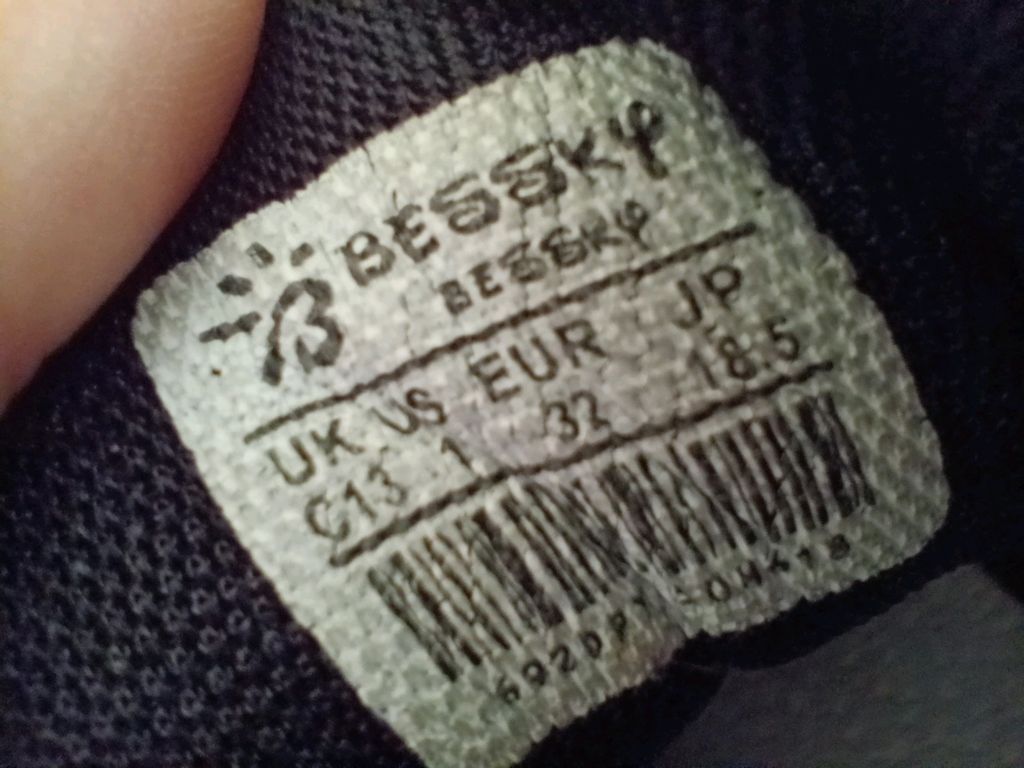 BESSKY
BESSKY
UK US EUR JP
C13 1 32 18.5